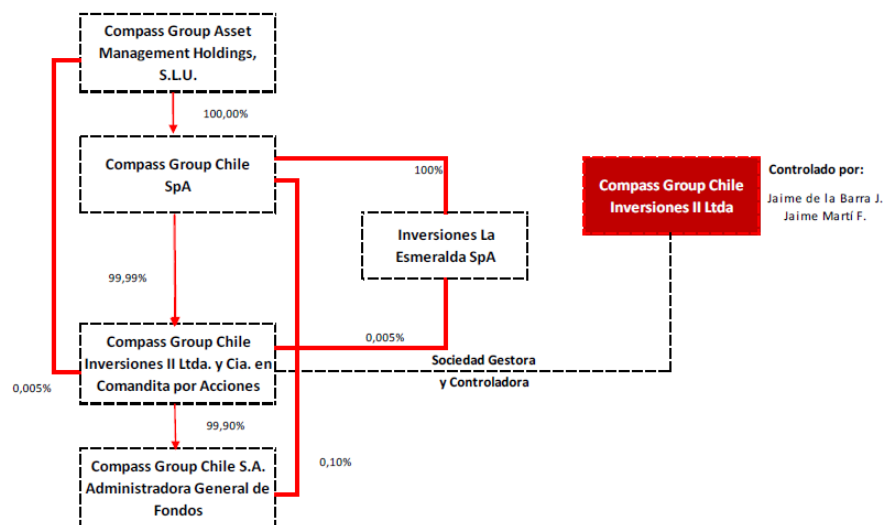 Compass Group Asset
Management Holdings,
S.L.U.
100,00%
Compass Group Chile
SpA
100%
Compass Group Chile
Inversiones II Ltda
Controlado por:
Jaime de la Barra J.
Jaime Martí F.
Inversiones La
Esmeralda SpA
99,99%
Compass Group Chile
Inversiones II Ltda. y Cia. en
Comandita por Acciones
0,005%
Sociedad Gestora
y Controladora
0,005%
99,90%
Compass Group Chile S.A.
Administradora General de
Fondos
0,10%